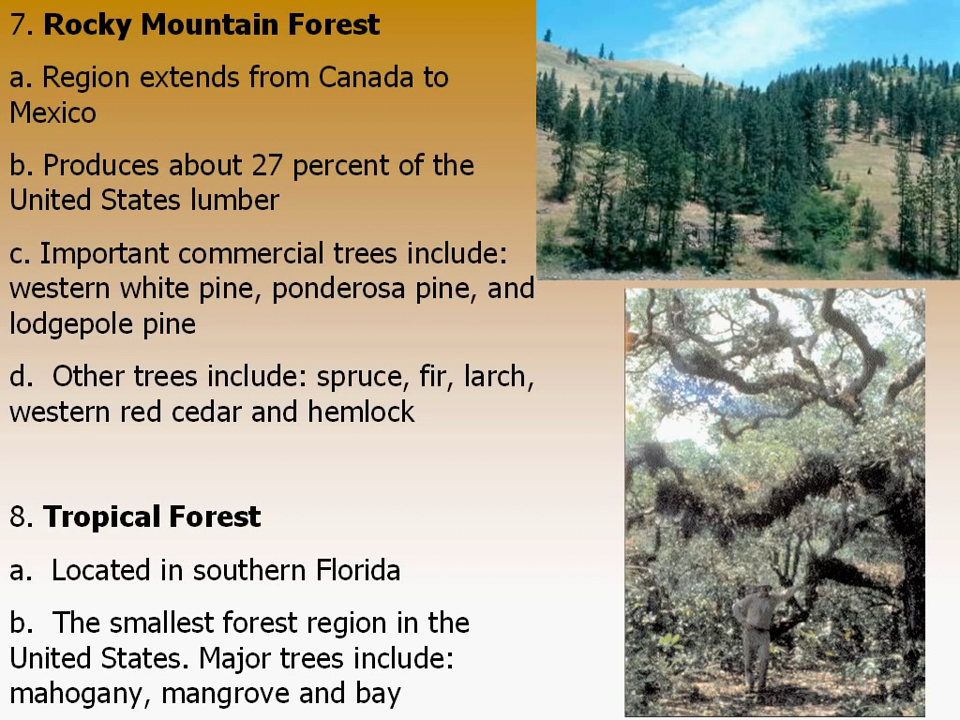 7. Rocky Mountain Forest
a. Region extends from Canada to
Mexico
b. Produces about 27 percent of the
United States lumber
c. Important commercial trees include:
western white pine, ponderosa pine, and
lodgepole pine
d.  Other trees include: spruce, fir, larch,
western red cedar and hemlock
8. Tropical Forest
a.  Located in southern Florida
b.  The smallest forest region in the
United States. Major trees include:
mahogany, mangrove and bay